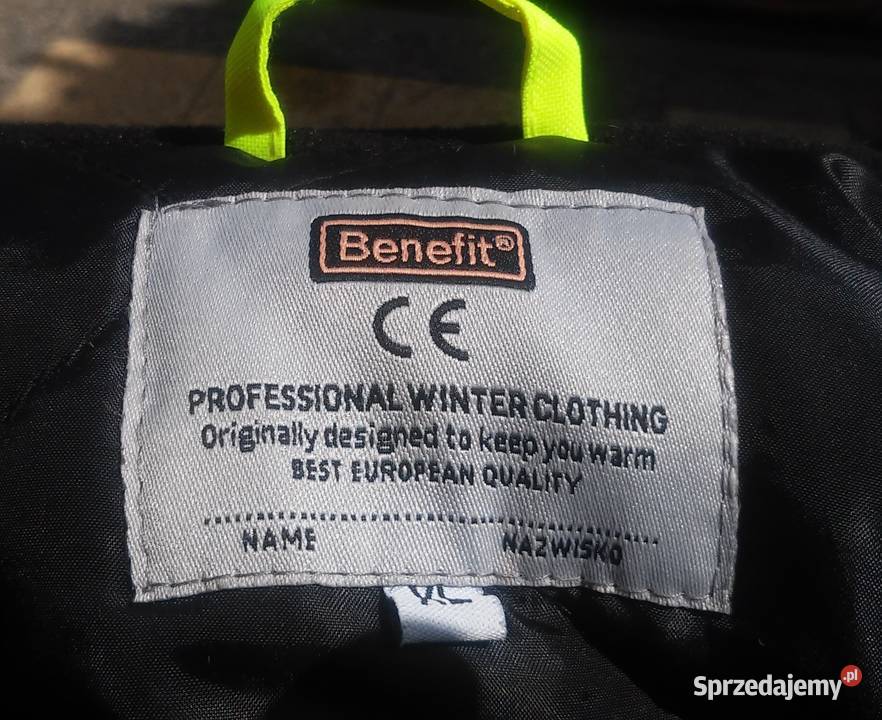 Benefit®
CE
PROFESSIONAL WINTER CLOTHING
Originally designed to keep you warm
BEST EUROPEAN QUALITY
NAME NAZWISKO
XL
Sprzedajemy.pl